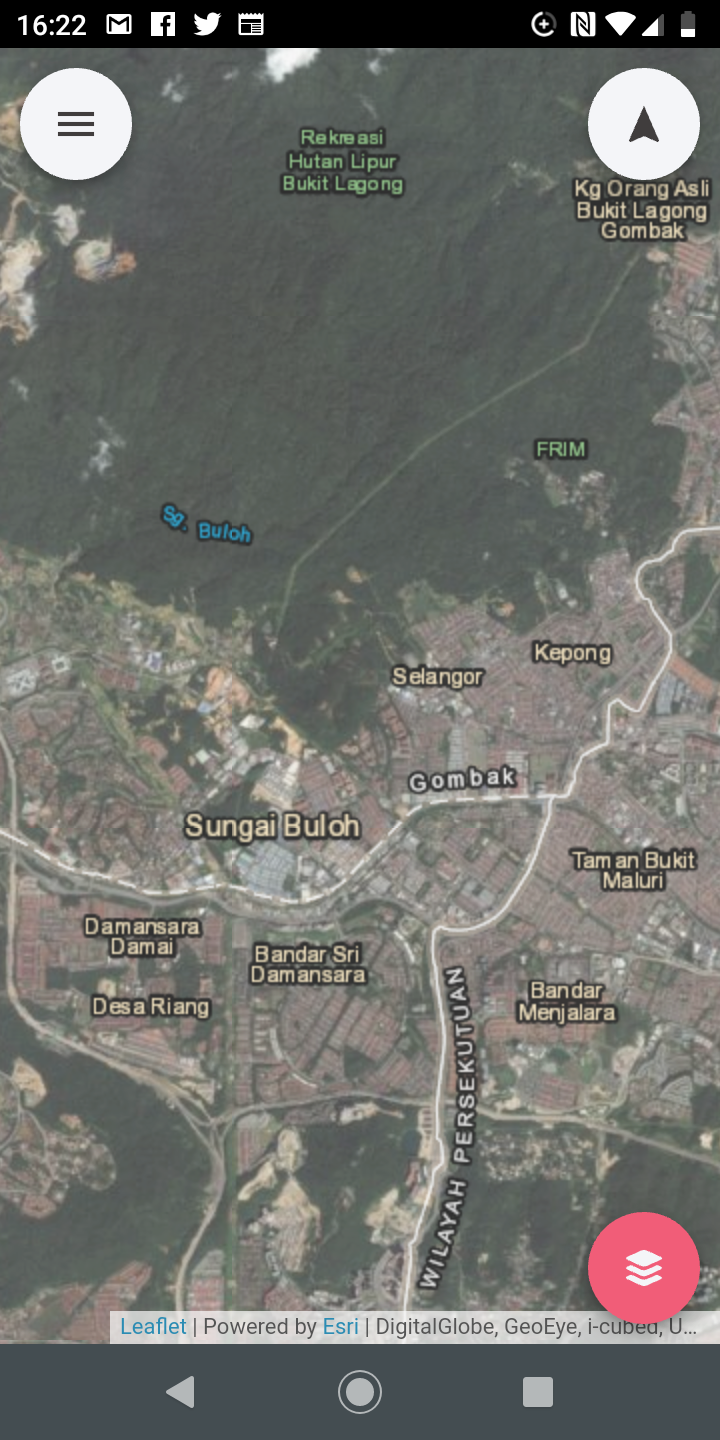 16:22
Rekreasi
Hutan Lipur
Bukit Lagong
Kg Orang Asli
Bukit Lagong
Gombak
FRIM
Sg. Buloh
Kepong
Selangor
Gombak
Sungai Buloh
Taman Bukit
Maluri
Damansara
Damai
Bandar Sri
Damansara
Desa Riang
Bandar
Menjalara
WILAYAH PERSEKUTUAN
Leaflet | Powered by Esri | DigitalGlobe, GeoEye, i-cubed, U...